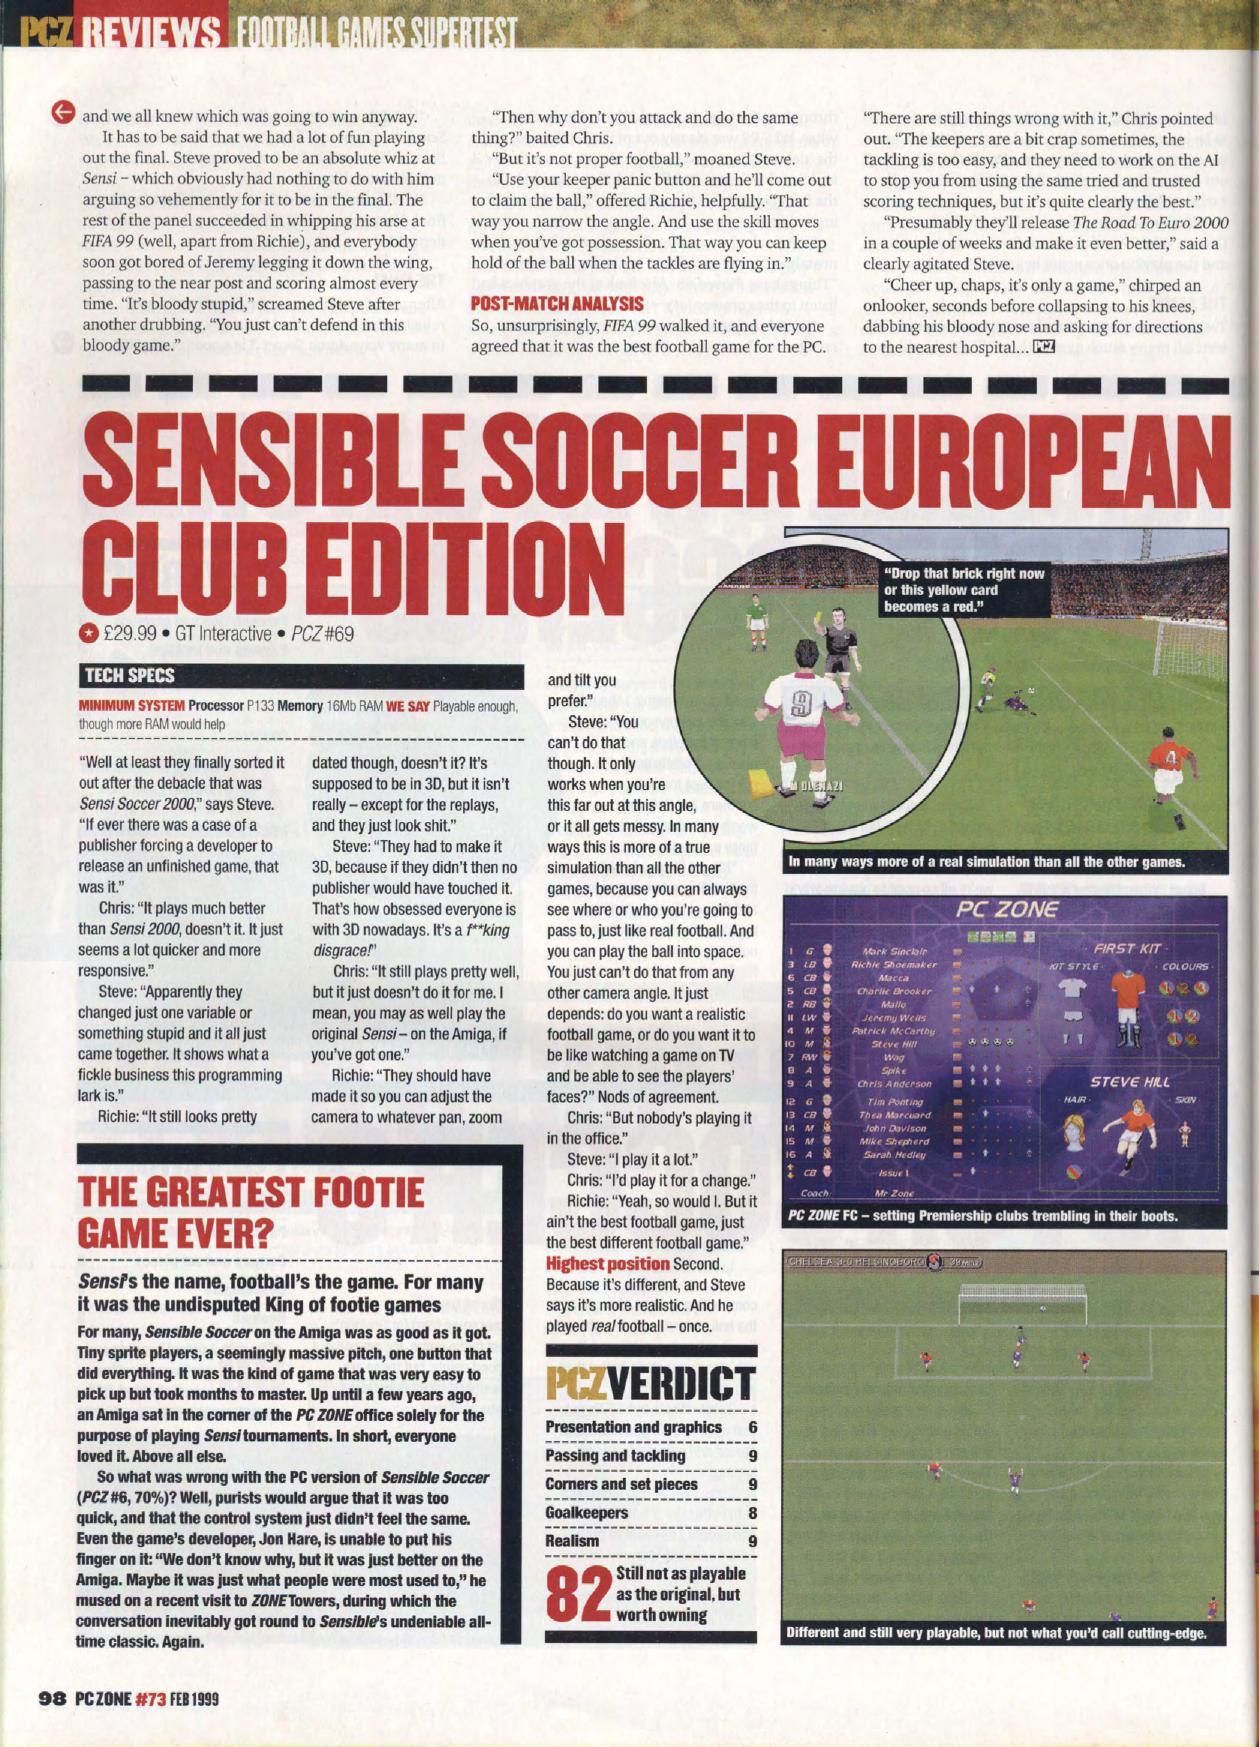 PCZ REVIEWS FOOTBALL GAMES SUPERTEST
and we all knew which was going to win anyway.
It has to be said that we had a lot of fun playing
out the final. Steve proved to be an absolute whiz at
Sensi – which obviously had nothing to do with him
arguing so vehemently for it to be in the final. The
rest of the panel succeeded in whipping his arse at
FIFA 99 (well, apart from Richie), and everybody
soon got bored of Jeremy legging it down the wing,
passing to the near post and scoring almost every
time. “It's bloody stupid,” screamed Steve after
another drubbing. “You just can't defend in this
bloody game.”
“Then why don't you attack and do the same
thing?” baited Chris.
“But it's not proper football,” moaned Steve.
“Use your keeper panic button and he'll come out
to claim the ball,” offered Richie, helpfully. “That
way you narrow the angle. And use the skill moves
when you've got possession. That way you can keep
hold of the ball when the tackles are flying in.”
POST-MATCH ANALYSIS
So, unsurprisingly, FIFA 99 walked it, and everyone
agreed that it was the best football game for the PC.
“There are still things wrong with it,” Chris pointed
out. “The keepers are a bit crap sometimes, the
tackling is too easy, and they need to work on the AI
to stop you from using the same tried and trusted
scoring techniques, but it's quite clearly the best.”
“Presumably they'll release The Road To Euro 2000
in a couple of weeks and make it even better,” said a
clearly agitated Steve.
“Cheer up, chaps, it's only a game,” chirped an
onlooker, seconds before collapsing to his knees,
dabbing his bloody nose and asking for directions
to the nearest hospital... PCZ
SENSIBLE SOCCER EUROPEAN
CLUB EDITION
£29.99 • GT Interactive • PCZ #69
TECH SPECS
MINIMUM SYSTEM Processor P133 Memory 16Mb RAM WE SAY Playable enough,
though more RAM would help
“Well at least they finally sorted it
out after the debacle that was
Sensi Soccer 2000,” says Steve.
“If ever there was a case of a
publisher forcing a developer to
release an unfinished game, that
was it.”
Chris: “It plays much better
than Sensi 2000, doesn't it. It just
seems a lot quicker and more
responsive.”
Steve: “Apparently they
changed just one variable or
something stupid and it all just
came together. It shows what a
fickle business this programming
lark is.”
Richie: “It still looks pretty
dated though, doesn't it? It's
supposed to be in 3D, but it isn't
really – except for the replays,
and they just look shit.”
Steve: “They had to make it
3D, because if they didn't then no
publisher would have touched it.
That's how obsessed everyone is
with 3D nowadays. It's a f**king
disgrace!”
Chris: “It still plays pretty well,
but it just doesn't do it for me. I
mean, you may as well play the
original Sensi – on the Amiga, if
you've got one.”
Richie: “They should have
made it so you can adjust the
camera to whatever pan, zoom
and tilt you
prefer.”
Steve: “You
can't do that
though. It only
works when you're
this far out at this angle,
or it all gets messy. In many
ways this is more of a true
simulation than all the other
games, because you can always
see where or who you're going to
pass to, just like real football. And
you can play the ball into space.
You just can't do that from any
other camera angle. It just
depends: do you want a realistic
football game, or do you want it to
be like watching a game on TV
and be able to see the players'
faces?” Nods of agreement.
Chris: “But nobody's playing it
in the office.”
Steve: “I play it a lot.”
Chris: “I'd play it for a change.”
Richie: “Yeah, so would I. But it
ain't the best football game, just
the best different football game.”
Highest position Second.
Because it's different, and Steve
says it's more realistic. And he
played real football – once.
PCZVERDICT
Presentation and graphics 6
Passing and tackling 9
Corners and set pieces 9
Goalkeepers 8
Realism 9
82 Still not as playable
as the original, but
worth owning
THE GREATEST FOOTIE
GAME EVER?
Sensi's the name, football's the game. For many
it was the undisputed King of footie games
For many, Sensible Soccer on the Amiga was as good as it got.
Tiny sprite players, a seemingly massive pitch, one button that
did everything. It was the kind of game that was very easy to
pick up but took months to master. Up until a few years ago,
an Amiga sat in the corner of the PC ZONE office solely for the
purpose of playing Sensi tournaments. In short, everyone
loved it. Above all else.
So what was wrong with the PC version of Sensible Soccer
(PCZ #6, 70%)? Well, purists would argue that it was too
quick, and that the control system just didn't feel the same.
Even the game's developer, Jon Hare, is unable to put his
finger on it: “We don't know why, but it was just better on the
Amiga. Maybe it was just what people were most used to,” he
mused on a recent visit to ZONE Towers, during which the
conversation inevitably got round to Sensible's undeniable all-
time classic. Again.
“Drop that brick right now
or this yellow card
becomes a red.”
9
4
In many ways more of a real simulation than all the other games.
PC ZONE
1 G Mark Sinclair
3 LB Richie Shoemaker
6 CB Macca
5 CB Charlie Brooker
2 RB Mallo
11 LW Jeremy Wells
4 M Patrick McCarthy
10 M Steve Hill
7 RW Wag
8 A Spike
9 A Chris Anderson
12 G Tim Ponting
13 CB Thea Marcuard
14 M John Davison
15 M Mike Shepherd
16 A Sarah Hedley
CB Issue 1
Coach Mr Zone
FIRST KIT
KIT STYLE COLOURS
1 2 3
1 2
1 2
STEVE HILL
HAIR SKIN
PC ZONE FC – setting Premiership clubs trembling in their boots.
CHELSEA 3-0 HELSINGBORG 39 mins
Different and still very playable, but not what you'd call cutting-edge.
98 PC ZONE #73 FEB 1999